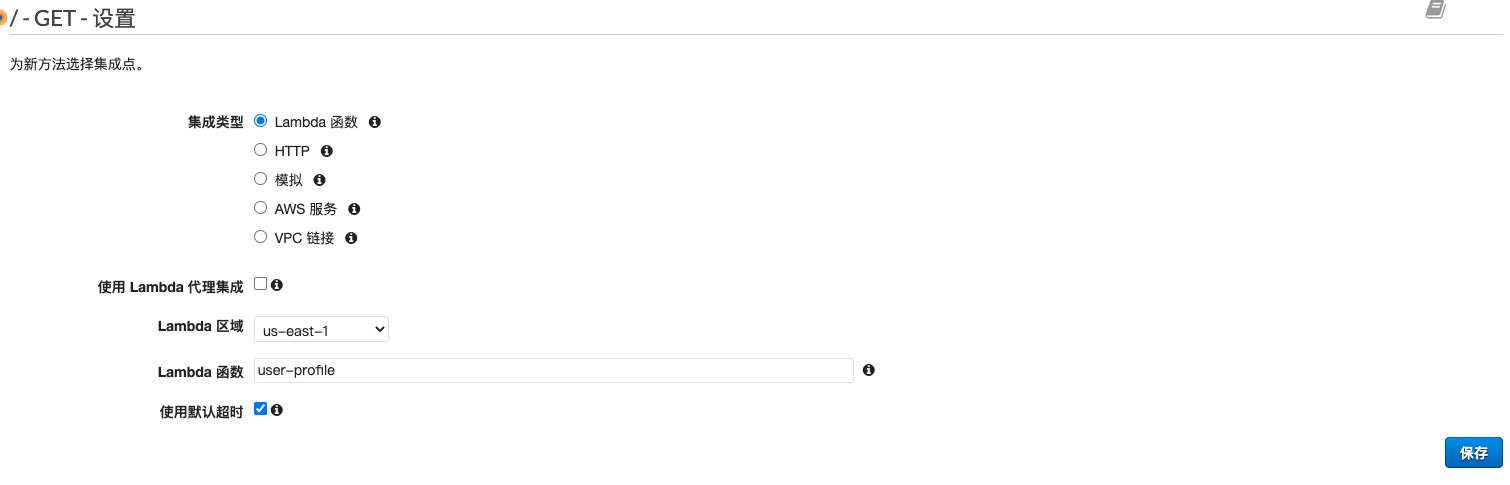 / - GET - 设置
为新方法选择集成点。
集成类型 Lambda 函数
HTTP
模拟
AWS 服务
VPC 链接
使用 Lambda 代理集成
Lambda 区域 us-east-1
Lambda 函数 user-profile
使用默认超时
保存